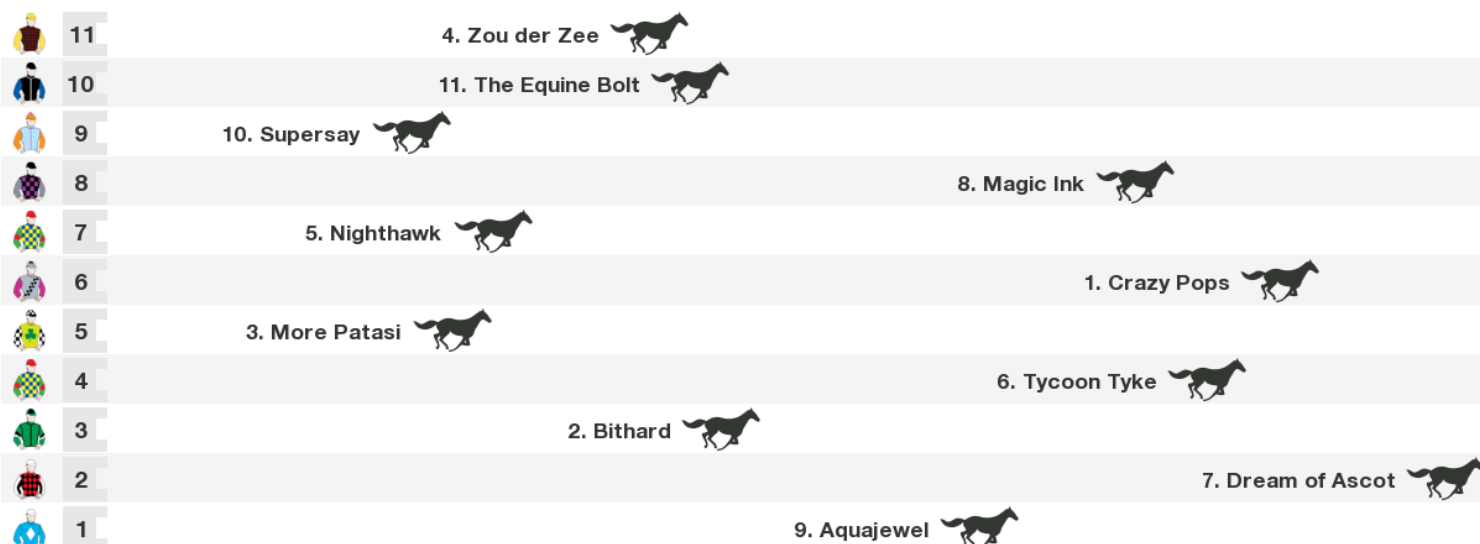 11 4. Zou der Zee
10 11. The Equine Bolt
9 10. Supersay
8 8. Magic Ink
7 5. Nighthawk
6 1. Crazy Pops
5 3. More Patasi
4 6. Tycoon Tyke
3 2. Bithard
2 7. Dream of Ascot
1 9. Aquajewel